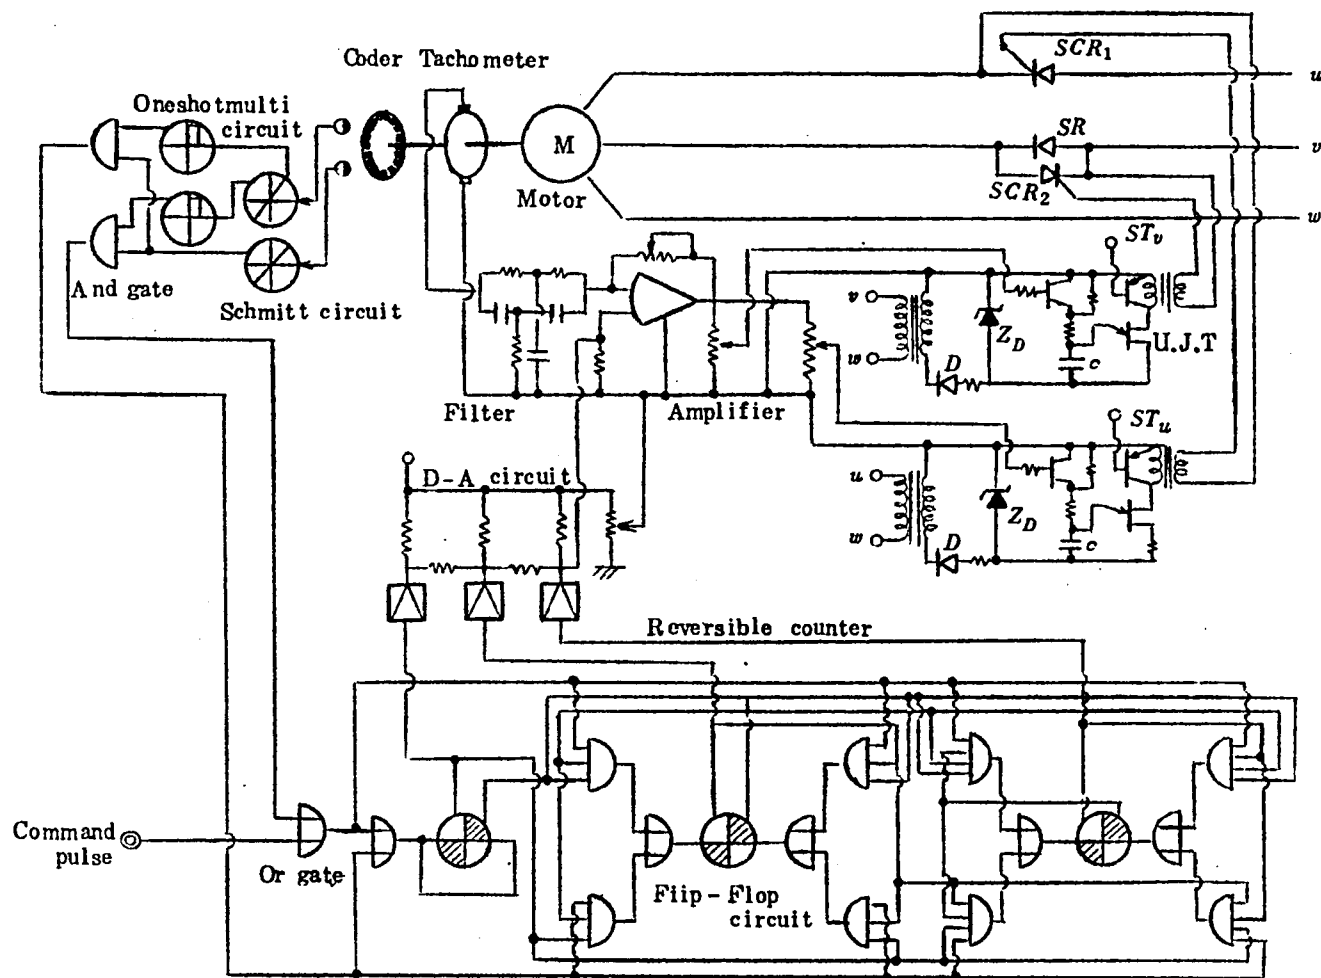 Coder Tachometer
SCR1
u
Oneshotmulti
circuit
SR
v
M
SCR2
Motor
w
STv
And gate
Schmitt circuit
v
ZD
U.J.T
w
D
c
Filter
Amplifier
STu
D-A circuit
u
ZD
w
D
c
Reversible counter
Command
pulse
Or gate
Flip-Flop
circuit